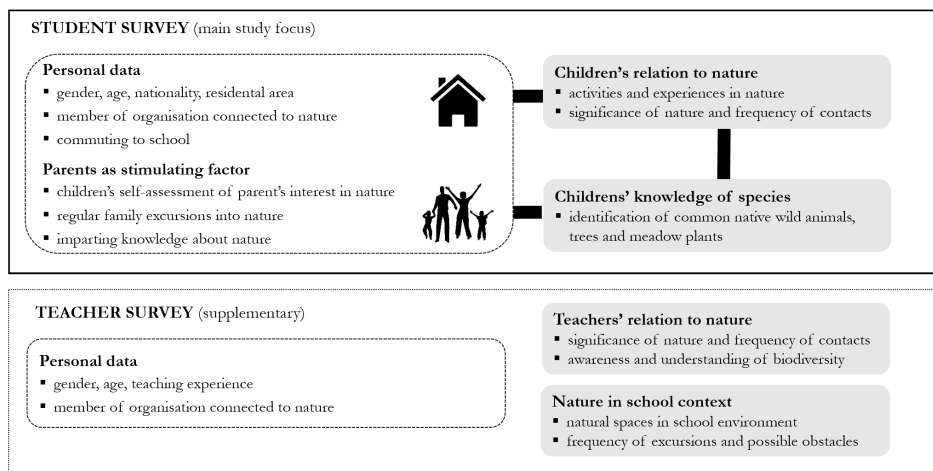 STUDENT SURVEY (main study focus)
Personal data
▪ gender, age, nationality, residental area
▪ member of organisation connected to nature
▪ commuting to school
Parents as stimulating factor
▪ children's self-assessment of parent's interest in nature
▪ regular family excursions into nature
▪ imparting knowledge about nature
Children's relation to nature
▪ activities and experiences in nature
▪ significance of nature and frequency of contacts
Childrens' knowledge of species
▪ identification of common native wild animals,
trees and meadow plants
TEACHER SURVEY (supplementary)
Personal data
▪ gender, age, teaching experience
▪ member of organisation connected to nature
Teachers' relation to nature
▪ significance of nature and frequency of contacts
▪ awareness and understanding of biodiversity
Nature in school context
▪ natural spaces in school environment
▪ frequency of excursions and possible obstacles